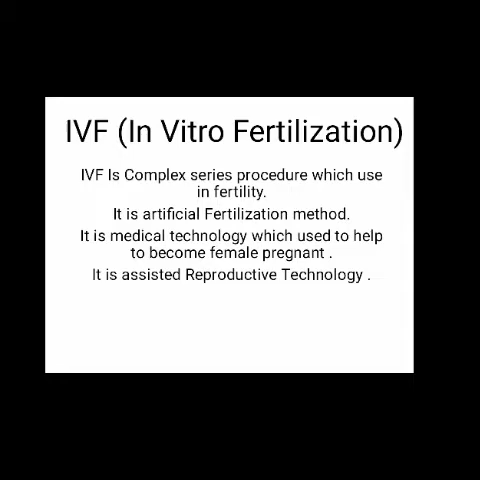 IVF (In Vitro Fertilization)
IVF Is Complex series procedure which use
in fertility.
It is artificial Fertilization method.
It is medical technology which used to help
to become female pregnant .
It is assisted Reproductive Technology .